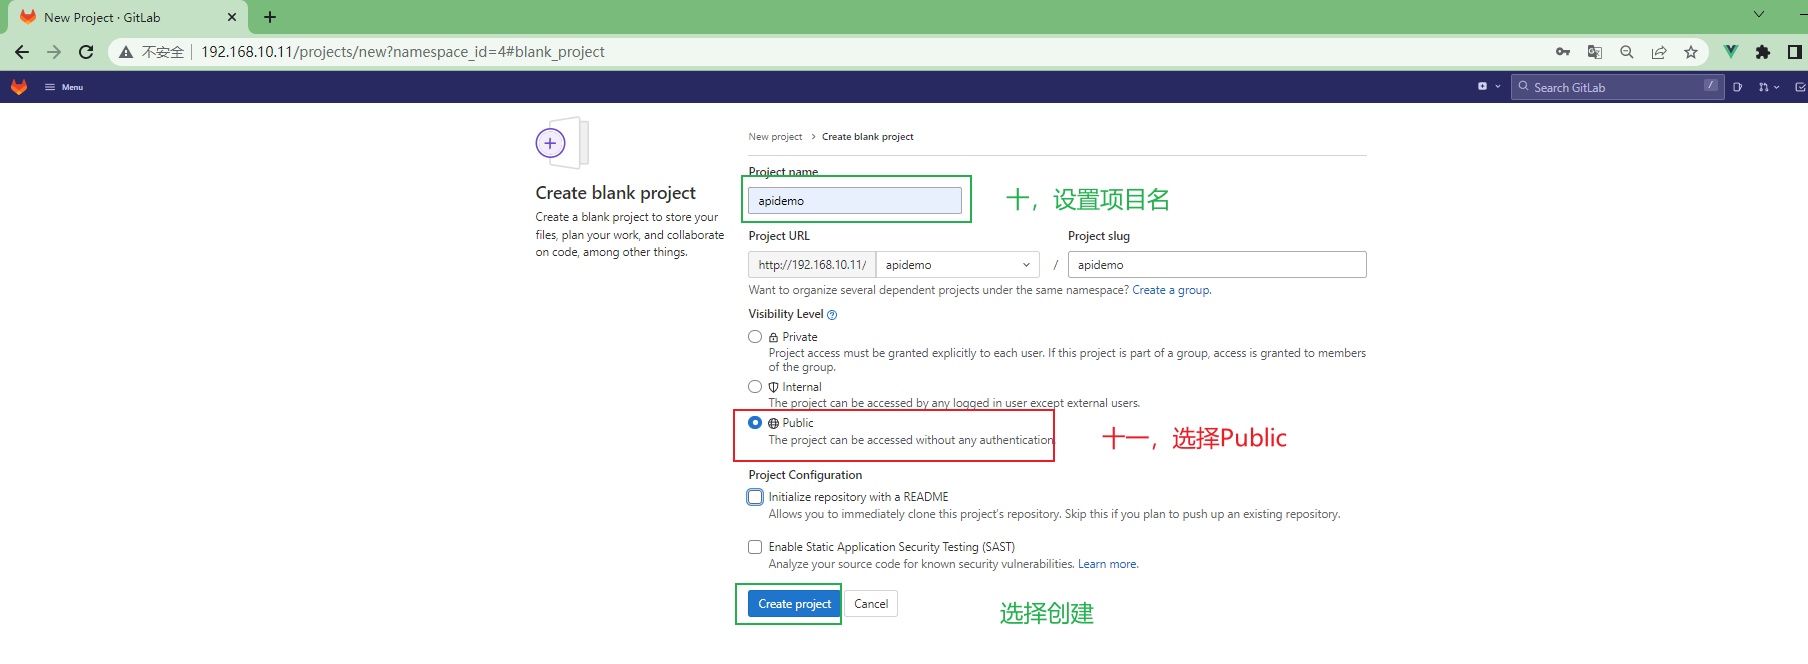 New Project · GitLab
不安全
192.168.10.11/projects/new?namespace_id=4#blank_project
Menu
Search GitLab
/
New project > Create blank project
Create blank project
Create a blank project to store your
files, plan your work, and collaborate
on code, among other things.
Project name
apidemo
十，设置项目名
Project URL
Project slug
http://192.168.10.11/
apidemo
/
apidemo
Want to organize several dependent projects under the same namespace? Create a group.
Visibility Level
Private
Project access must be granted explicitly to each user. If this project is part of a group, access is granted to members
of the group.
Internal
The project can be accessed by any logged in user except external users.
Public
The project can be accessed without any authentication.
十一，选择Public
Project Configuration
Initialize repository with a README
Allows you to immediately clone this project's repository. Skip this if you plan to push up an existing repository.
Enable Static Application Security Testing (SAST)
Analyze your source code for known security vulnerabilities. Learn more.
Create project
Cancel
选择创建